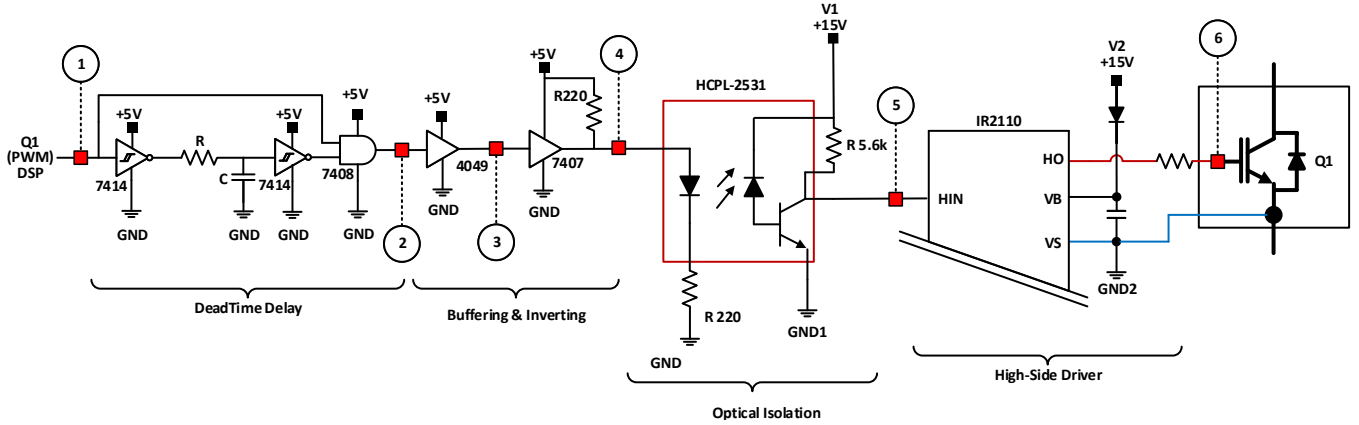 1
Q1
(PWM)
DSP
+5V
7414
GND
R
C
GND
+5V
7414
GND
+5V
7408
GND
2
DeadTime Delay
+5V
4049
GND
3
+5V
R220
7407
GND
4
Buffering & Inverting
HCPL-2531
V1
+15V
R 5.6k
R 220
GND
GND1
Optical Isolation
5
IR2110
HIN
HO
VB
VS
V2
+15V
GND2
High-Side Driver
6
Q1